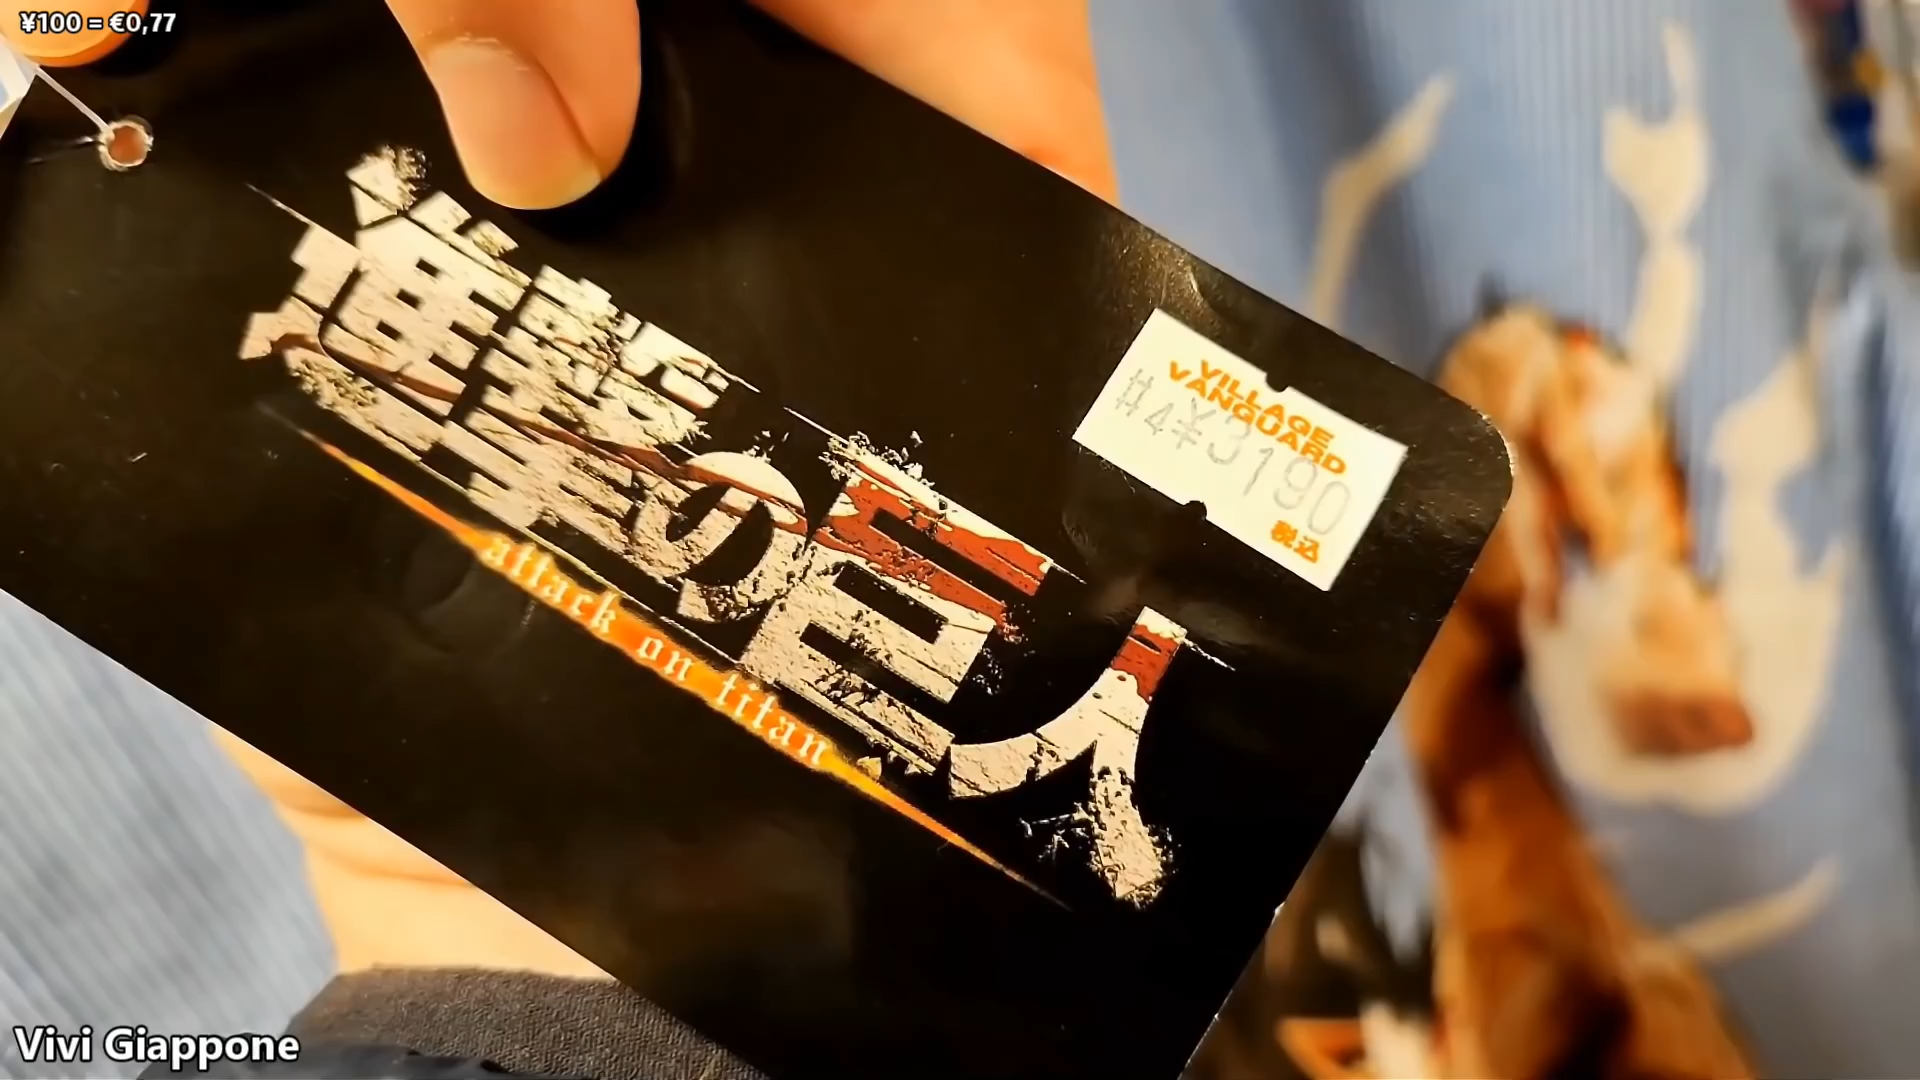 ¥100 = €0,77
進撃の巨人
attack on titan
VILLAGE
VANGUARD
#4¥3190
税込
Vivi Giappone